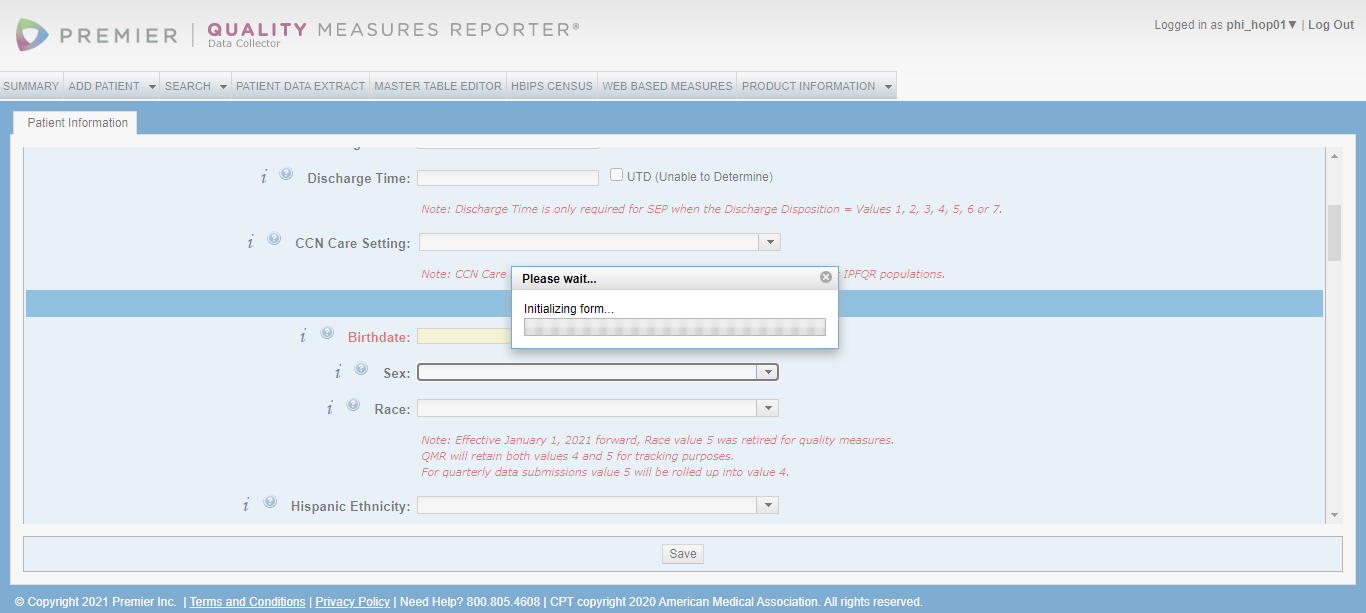 PREMIER
QUALITY MEASURES REPORTER®
Data Collector
Logged in as phi_hop01▼ | Log Out
SUMMARY ADD PATIENT SEARCH PATIENT DATA EXTRACT MASTER TABLE EDITOR HBIPS CENSUS WEB BASED MEASURES PRODUCT INFORMATION
Patient Information
i ? Discharge Time: UTD (Unable to Determine)
Note: Discharge Time is only required for SEP when the Discharge Disposition = Values 1, 2, 3, 4, 5, 6 or 7.
i ? CCN Care Setting:
Note: CCN Care IPFQR populations.
Please wait...
Initializing form...
i ? Birthdate:
i ? Sex:
i ? Race:
Note: Effective January 1, 2021 forward, Race value 5 was retired for quality measures.
QMR will retain both values 4 and 5 for tracking purposes.
For quarterly data submissions value 5 will be rolled up into value 4.
i ? Hispanic Ethnicity:
Save
© Copyright 2021 Premier Inc. | Terms and Conditions | Privacy Policy | Need Help? 800.805.4608 | CPT copyright 2020 American Medical Association. All rights reserved.